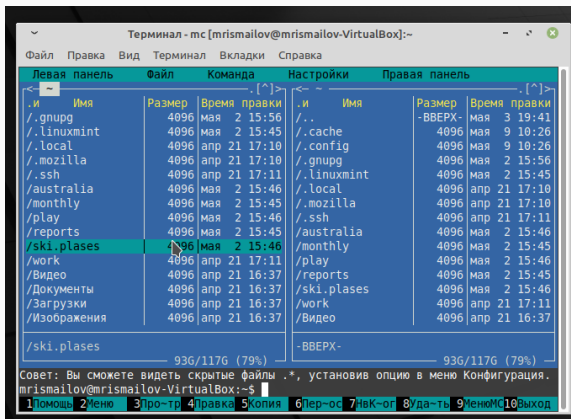 Терминал - mc [mrismailov@mrismailov-VirtualBox]:~
Файл Правка Вид Терминал Вкладки Справка
Левая панель Файл Команда Настройки Правая панель
<- ~ .[^]> <- ~ .[^]>
.и Имя Размер Время правки .и Имя Размер Время правки
/.gnupg 4096 мая 2 15:56 /.. -ВВЕРХ- мая 3 19:41
/.linuxmint 4096 мая 2 15:45 /.cache 4096 мая 9 10:26
/.local 4096 апр 21 17:10 /.config 4096 мая 9 10:26
/.mozilla 4096 апр 21 17:10 /.gnupg 4096 мая 2 15:56
/.ssh 4096 апр 21 17:11 /.linuxmint 4096 мая 2 15:45
/australia 4096 мая 2 15:46 /.local 4096 апр 21 17:10
/monthly 4096 мая 2 15:45 /.mozilla 4096 апр 21 17:10
/play 4096 мая 2 15:46 /.ssh 4096 апр 21 17:11
/reports 4096 мая 2 15:45 /australia 4096 мая 2 15:46
/ski.plases 4096 мая 2 15:46 /monthly 4096 мая 2 15:45
/work 4096 апр 21 17:11 /play 4096 мая 2 15:46
/Видео 4096 апр 21 16:37 /reports 4096 мая 2 15:45
/Документы 4096 апр 21 16:37 /ski.plases 4096 мая 2 15:46
/Загрузки 4096 апр 21 16:37 /work 4096 апр 21 17:11
/Изображения 4096 апр 21 16:37 /Видео 4096 апр 21 16:37
/ski.plases -ВВЕРХ-
93G/117G (79%) 93G/117G (79%)
Совет: Вы сможете видеть скрытые файлы .*, установив опцию в меню Конфигурация.
mrismailov@mrismailov-VirtualBox:~$
1Помощь 2Меню 3Про~тр 4Правка 5Копия 6Пер~ос 7НвК~ог 8Уда~ть 9МенюМС 10Выход